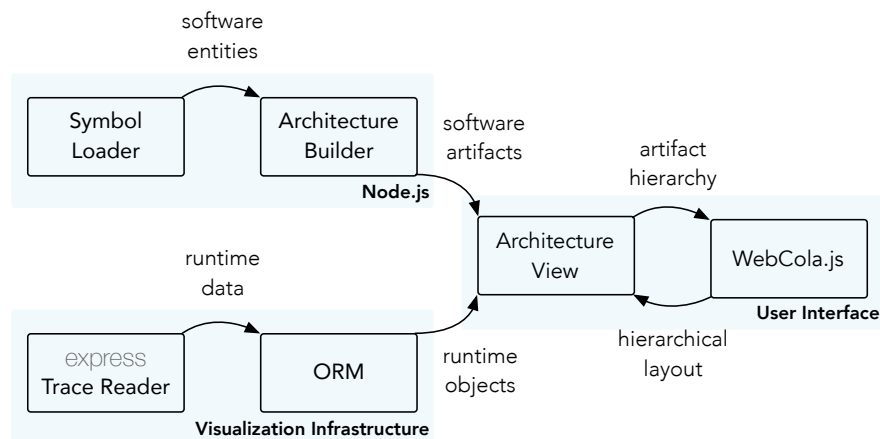 software
entities
Symbol
Loader
Architecture
Builder
software
artifacts
Node.js
artifact
hierarchy
Architecture
View
WebCola.js
User Interface
hierarchical
layout
runtime
data
express
Trace Reader
ORM
runtime
objects
Visualization Infrastructure